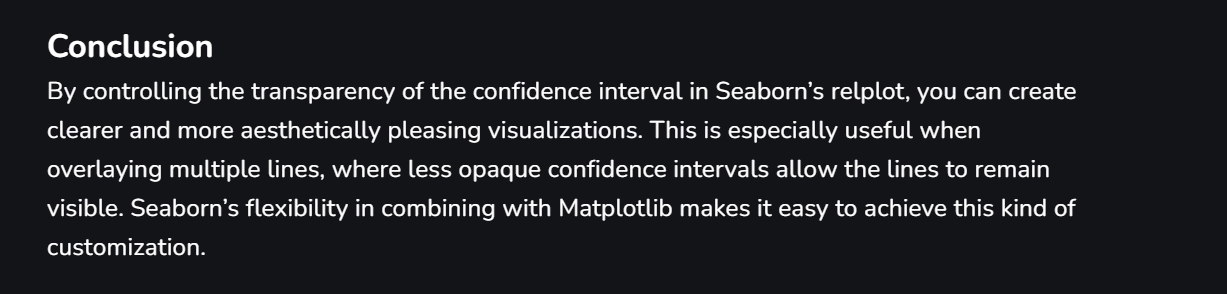 Conclusion
By controlling the transparency of the confidence interval in Seaborn’s relplot, you can create
clearer and more aesthetically pleasing visualizations. This is especially useful when
overlaying multiple lines, where less opaque confidence intervals allow the lines to remain
visible. Seaborn’s flexibility in combining with Matplotlib makes it easy to achieve this kind of
customization.